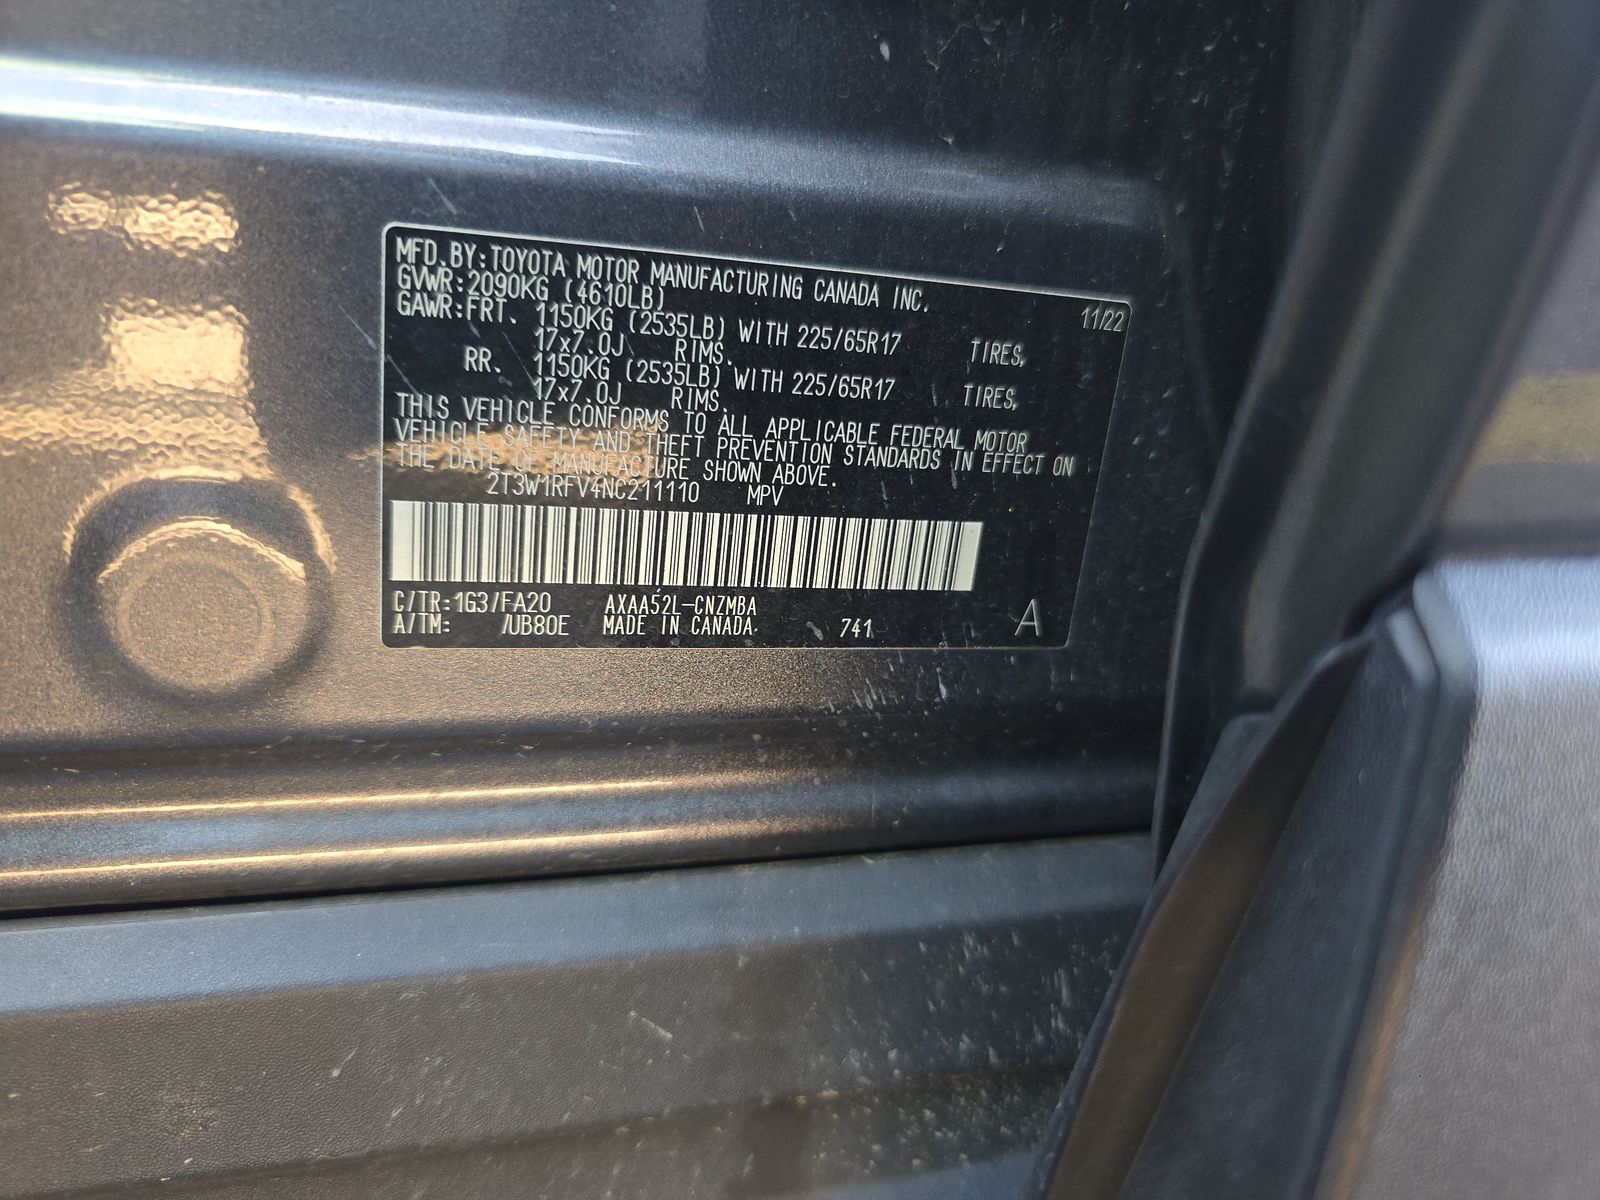 MFD.BY:TOYOTA MOTOR MANUFACTURING CANADA INC. 11/22
GVWR:2090KG (4610LB)
GAWR:FRT. 1150KG (2535LB) WITH 225/65R17 TIRES,
17x7.0J RIMS.
RR. 1150KG (2535LB) WITH 225/65R17 TIRES,
17x7.0J RIMS.
THIS VEHICLE CONFORMS TO ALL APPLICABLE FEDERAL MOTOR
VEHICLE SAFETY AND THEFT PREVENTION STANDARDS IN EFFECT ON
THE DATE OF MANUFACTURE SHOWN ABOVE.
2T3W1RFV4NC211110 MPV
C/TR:1G3/FA20 AXAA52L-CNZMBA
A/TM: /UB80E MADE IN CANADA 741 A